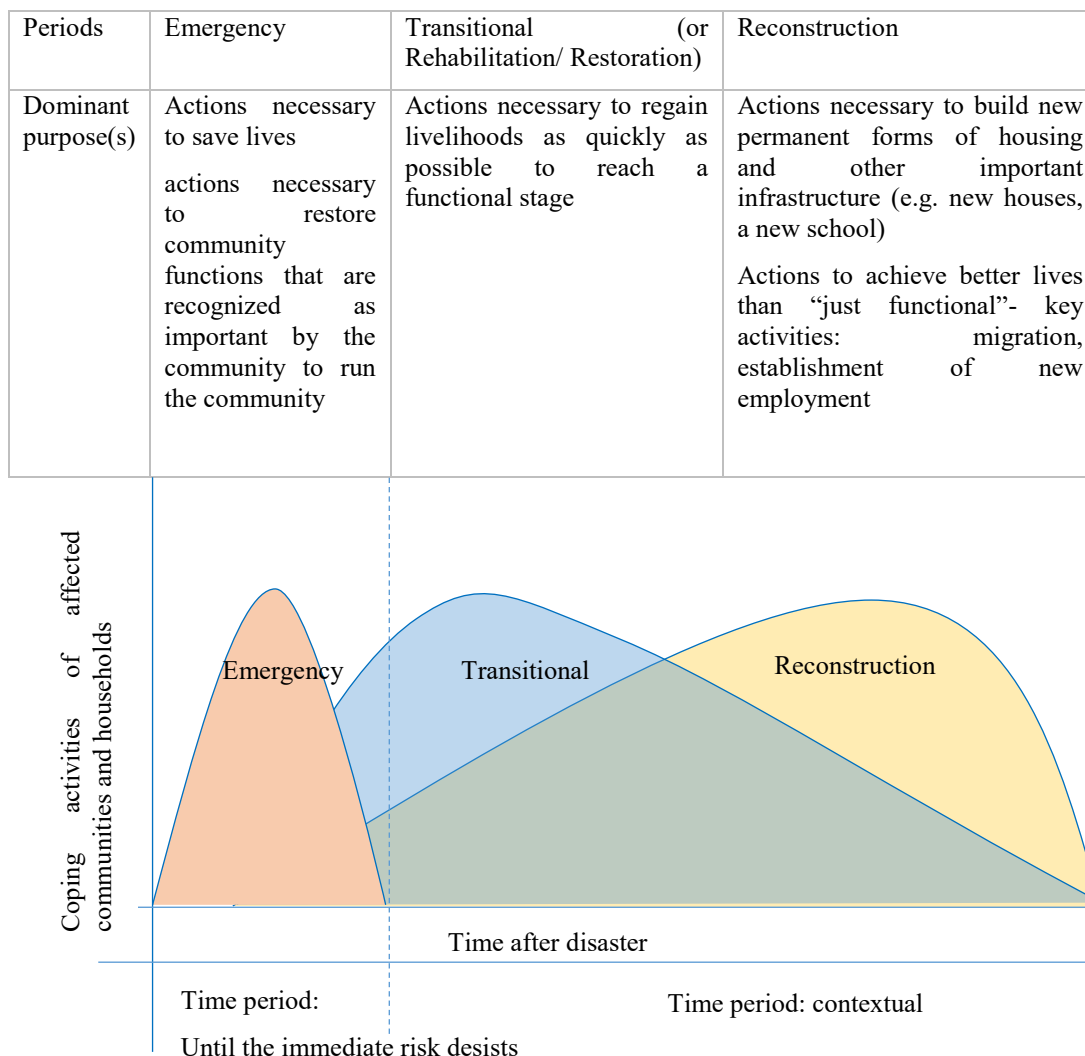 Periods
Emergency
Transitional (or
Rehabilitation/ Restoration)
Reconstruction
Dominant
purpose(s)
Actions necessary
to save lives
actions necessary
to restore
community
functions that are
recognized as
important by the
community to run
the community
Actions necessary to regain
livelihoods as quickly as
possible to reach a
functional stage
Actions necessary to build new
permanent forms of housing
and other important
infrastructure (e.g. new houses,
a new school)
Actions to achieve better lives
than “just functional”- key
activities: migration,
establishment of new
employment
Coping activities of affected
communities and households
Emergency
Transitional
Reconstruction
Time after disaster
Time period:
Until the immediate risk desists
Time period: contextual